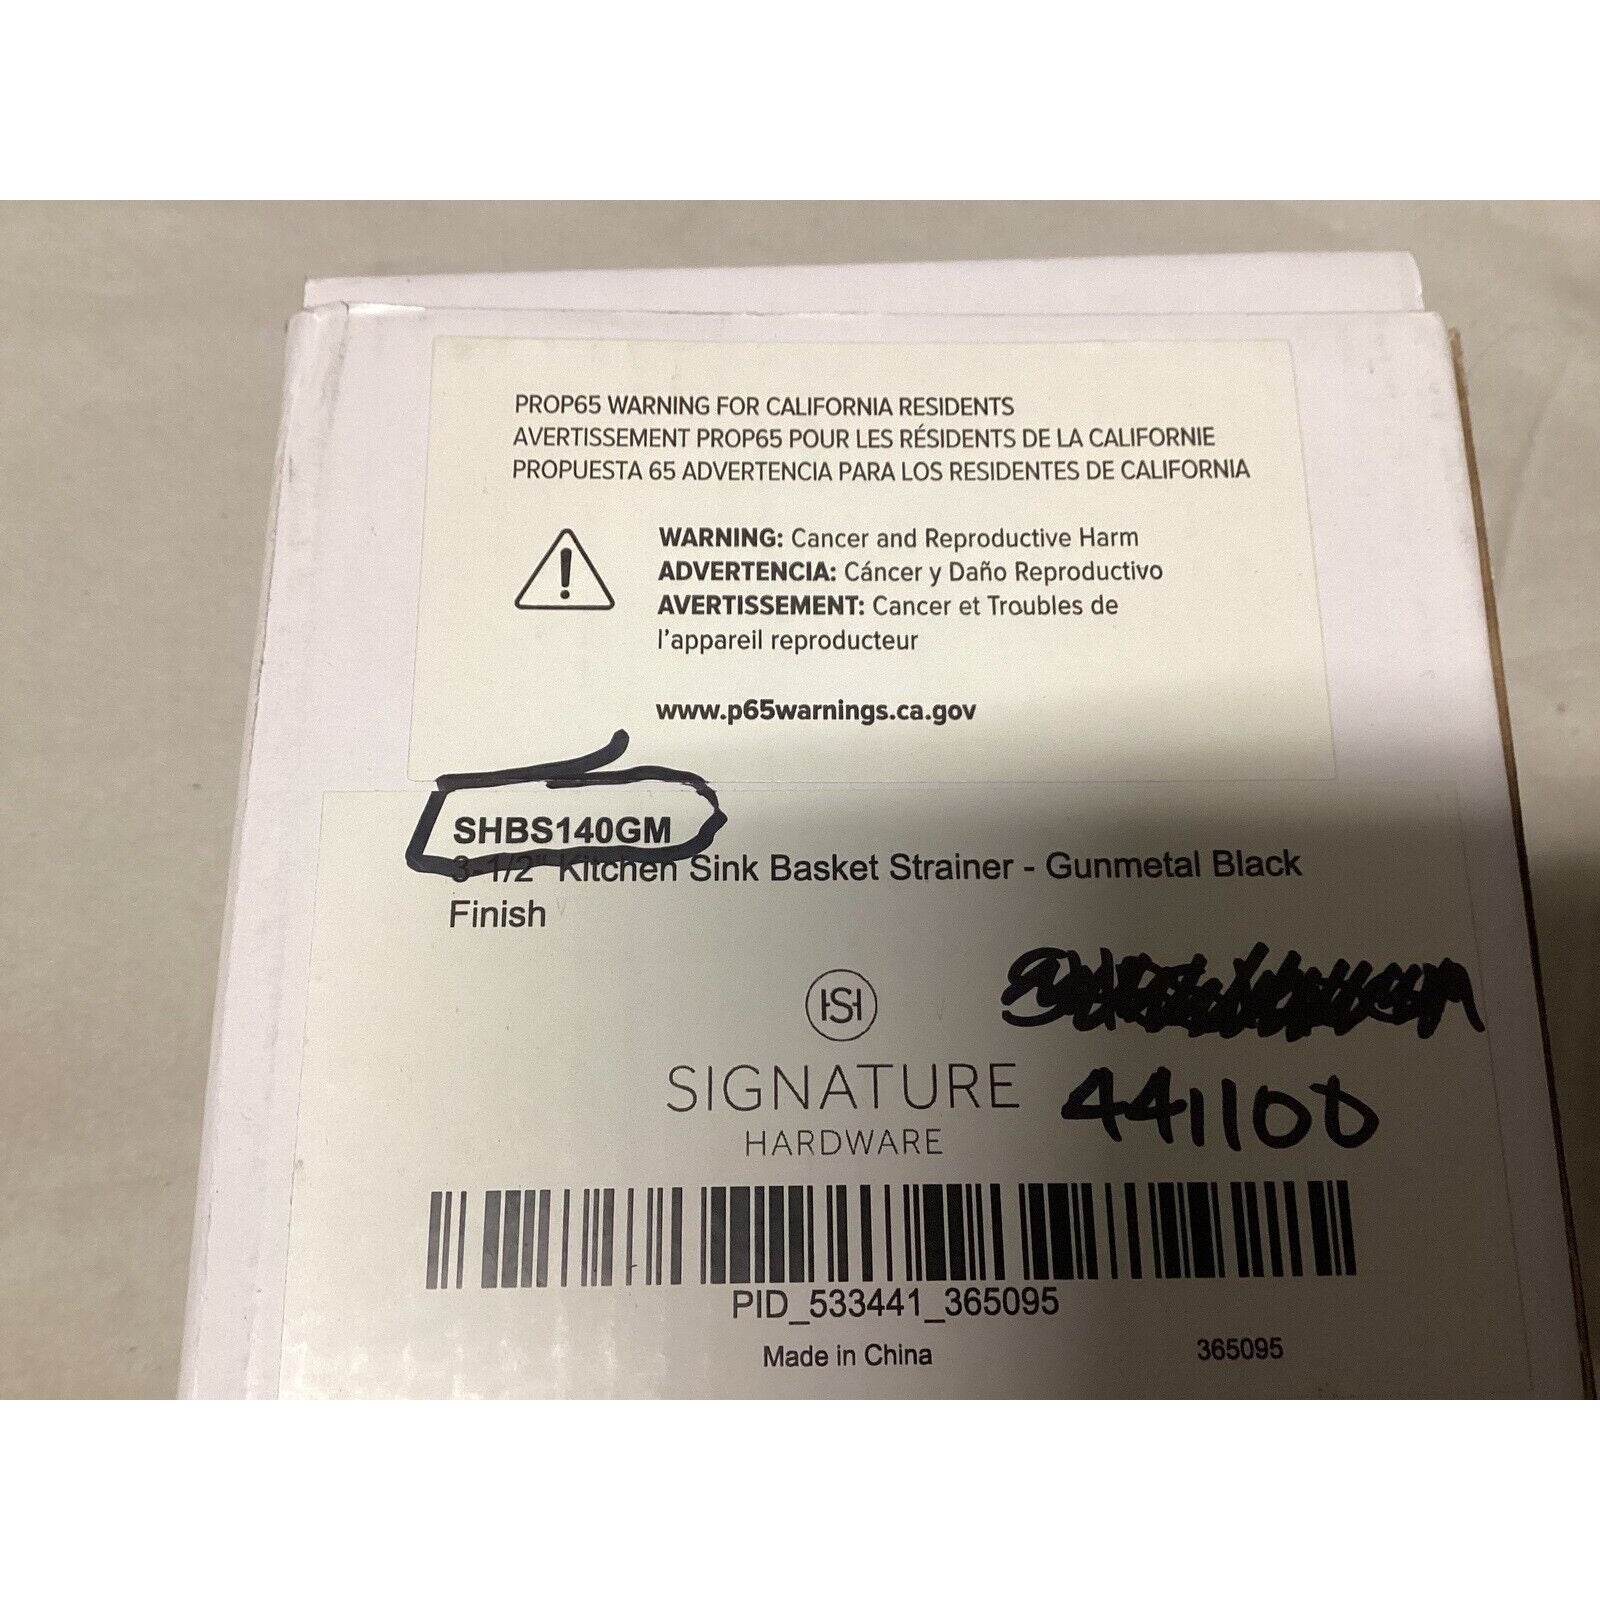 PROP65 WARNING FOR CALIFORNIA RESIDENTS
AVERTISSEMENT PROP65 POUR LES RÉSIDENTS DE LA CALIFORNIE
PROPUESTA 65 ADVERTENCIA PARA LOS RESIDENTES DE CALIFORNIA
WARNING: Cancer and Reproductive Harm
ADVERTENCIA: Cáncer y Daño Reproductivo
AVERTISSEMENT: Cancer et Troubles de
l'appareil reproducteur
www.p65warnings.ca.gov
SHBS140GM
3-1/2" Kitchen Sink Basket Strainer - Gunmetal Black
Finish
SIGNATURE
HARDWARE
441100
PID_533441_365095
Made in China
365095